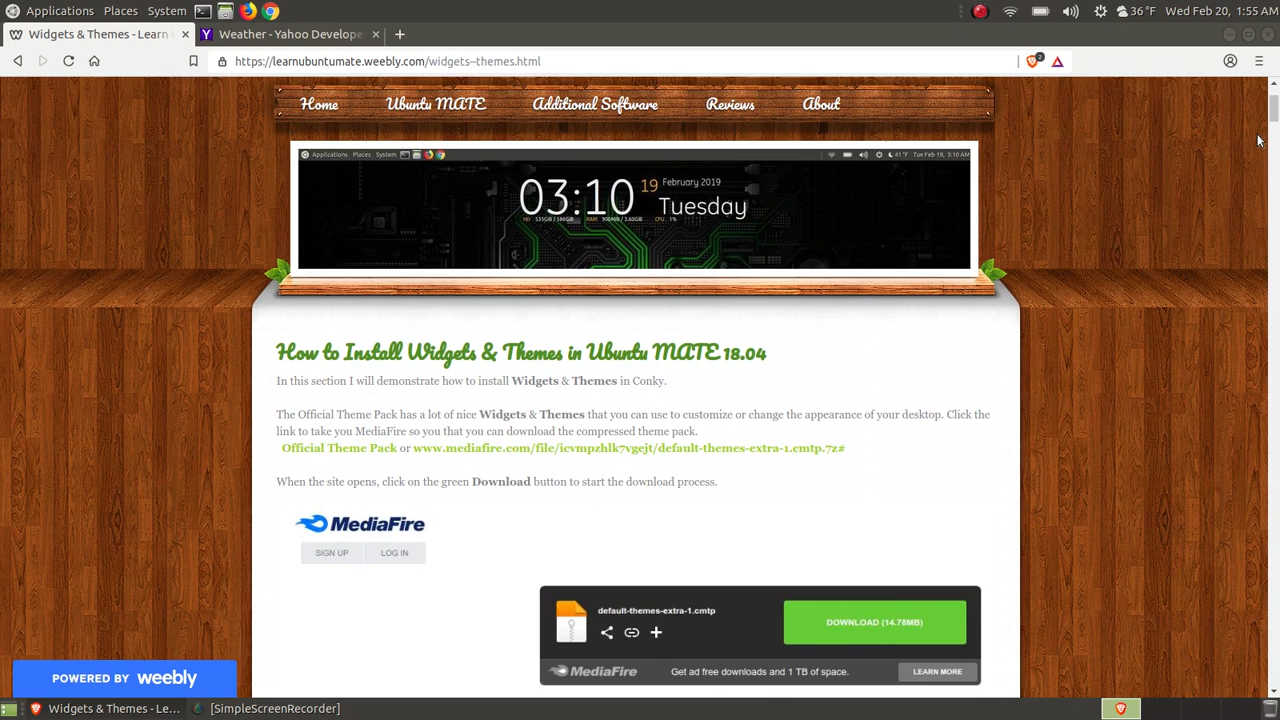 Applications Places System 36°F Wed Feb 20, 1:55 AM
Widgets & Themes - Learn Weather - Yahoo Develope
https://learnubuntumate.weebly.com/widgets--themes.html 2
Home Ubuntu MATE Additional Software Reviews About
Applications Places System 41°F Tue Feb 19, 3:10 AM
03:10 19 February 2019
Tuesday
HD 535GB / 586GB RAM 900MiB / 3.60GB CPU 1%
How to Install Widgets & Themes in Ubuntu MATE 18.04
In this section I will demonstrate how to install Widgets & Themes in Conky.
The Official Theme Pack has a lot of nice Widgets & Themes that you can use to customize or change the appearance of your desktop. Click the
link to take you MediaFire so you that you can download the compressed theme pack.
Official Theme Pack or www.mediafire.com/file/icvmpzhlk7vgejt/default-themes-extra-1.cmtp.7z#
When the site opens, click on the green Download button to start the download process.
MediaFire
SIGN UP LOG IN
default-themes-extra-1.cmtp
DOWNLOAD (14.78MB)
MediaFire Get ad free downloads and 1 TB of space. LEARN MORE
POWERED BY weebly
Widgets & Themes - Le... [SimpleScreenRecorder]